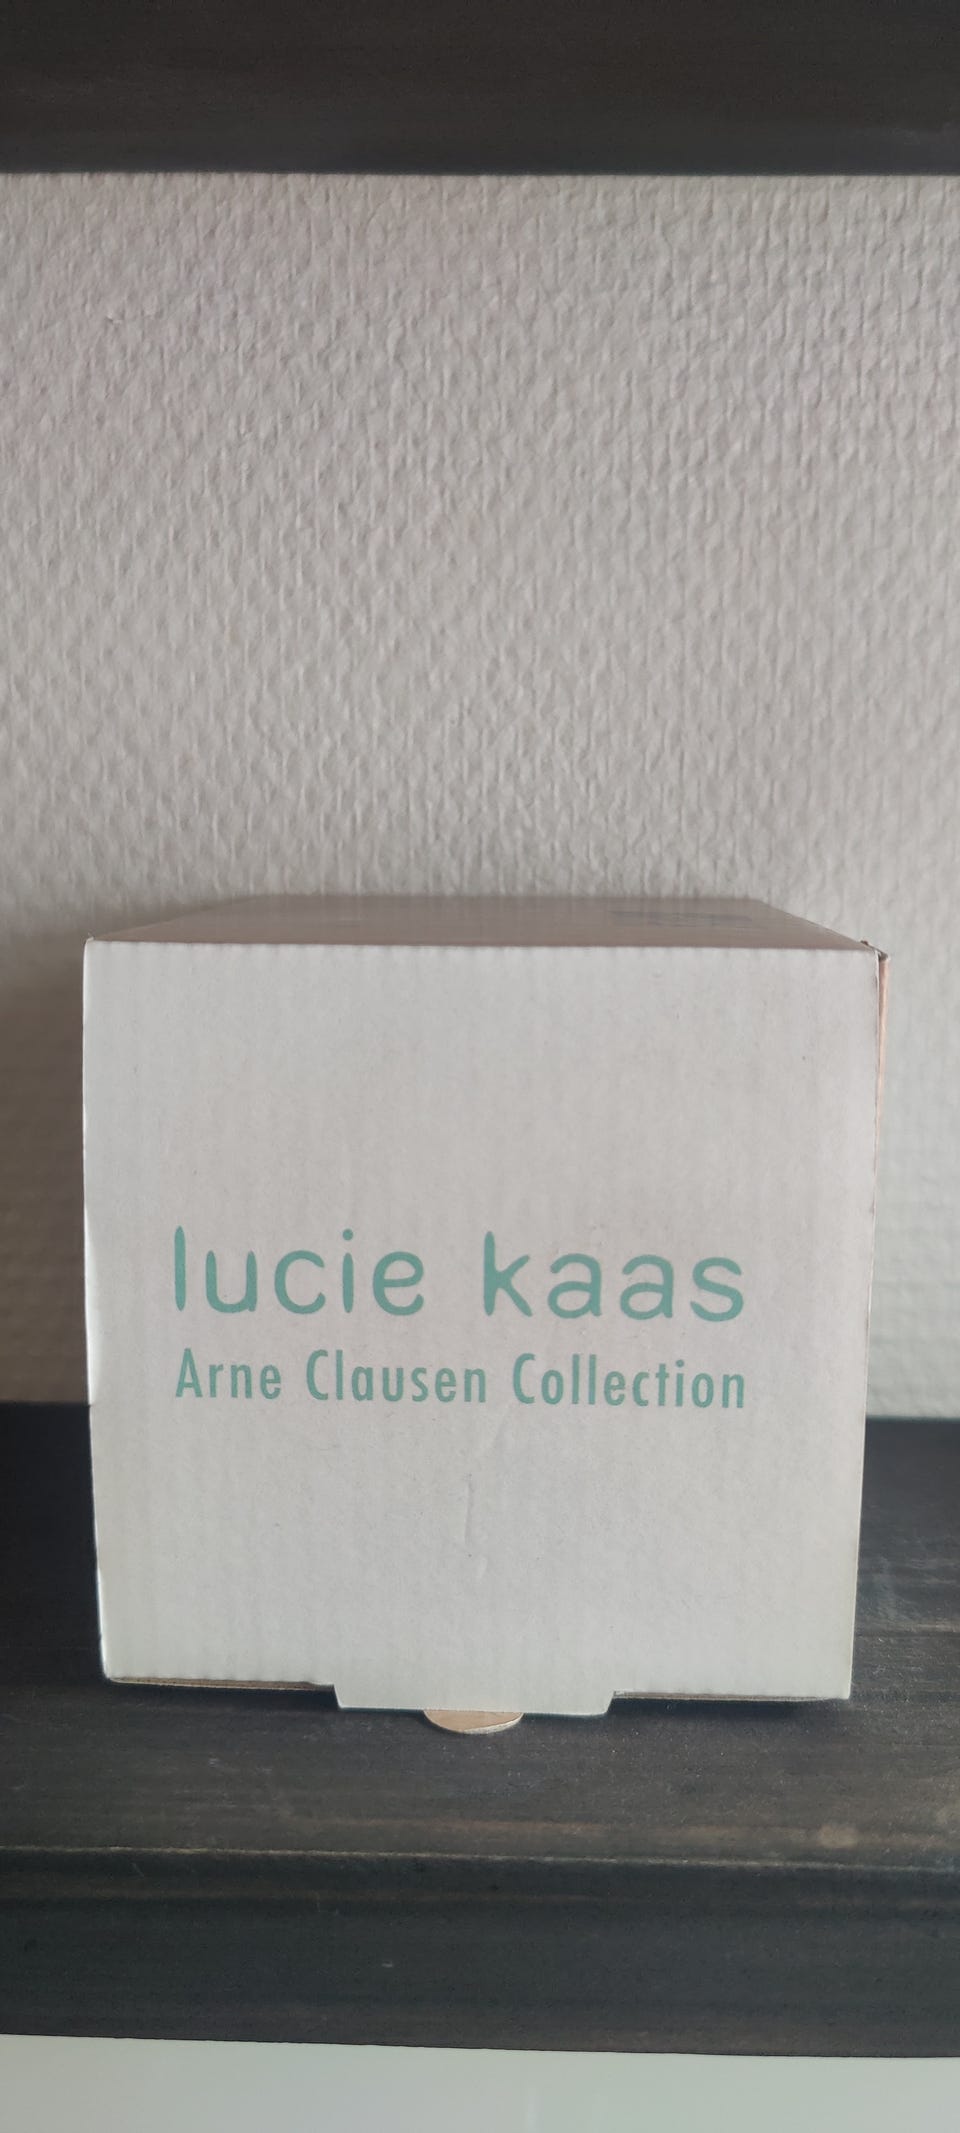 lucie kaas
Arne Clausen Collection